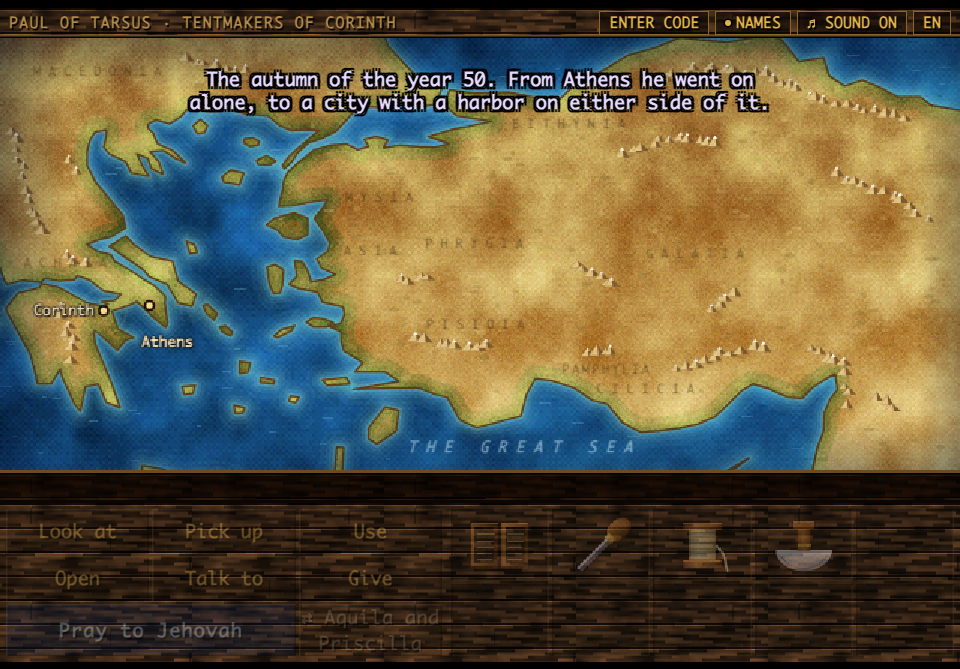 PAUL OF TARSUS · TENTMAKERS OF CORINTH
ENTER CODE
•NAMES
♬ SOUND ON
EN
MACEDONIA
The autumn of the year 50. From Athens he went on
alone, to a city with a harbor on either side of it.
BITHYNIA
MYSIA
ASIA
PHRYGIA
GALATIA
ACHAIA
Corinth
Athens
PISIDIA
PAMPHYLIA
CILICIA
THE GREAT SEA
Look at
Pick up
Use
Open
Talk to
Give
Pray to Jehovah
⇄ Aquila and
Priscilla